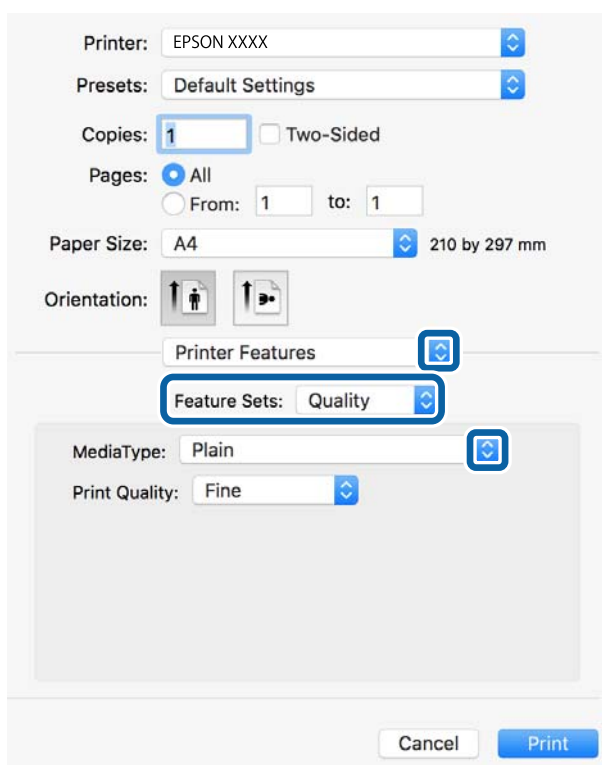 Printer: EPSON XXXX
Presets: Default Settings
Copies: 1 Two-Sided
Pages: All
From: 1 to: 1
Paper Size: A4 210 by 297 mm
Orientation:
Printer Features
Feature Sets: Quality
MediaType: Plain
Print Quality: Fine
Cancel Print